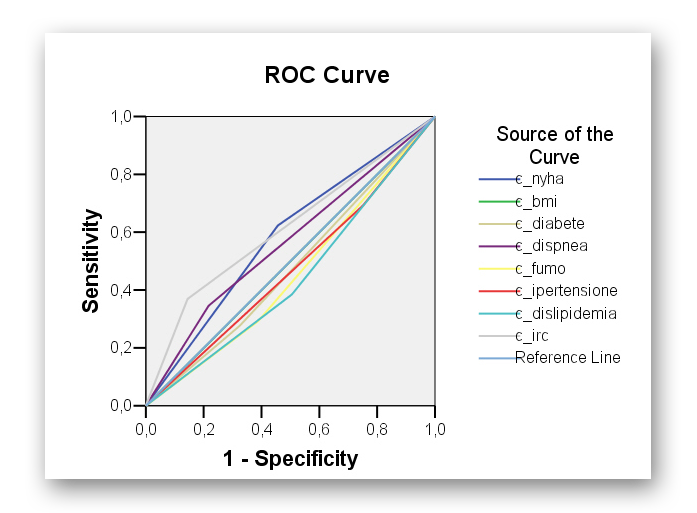 ROC Curve
Sensitivity
1,0
0,8
0,6
0,4
0,2
0,0
0,0 0,2 0,4 0,6 0,8 1,0
1 - Specificity
Source of the
Curve
c_nyha
c_bmi
c_diabete
c_dispnea
c_fumo
c_ipertensione
c_dislipidemia
c_irc
Reference Line